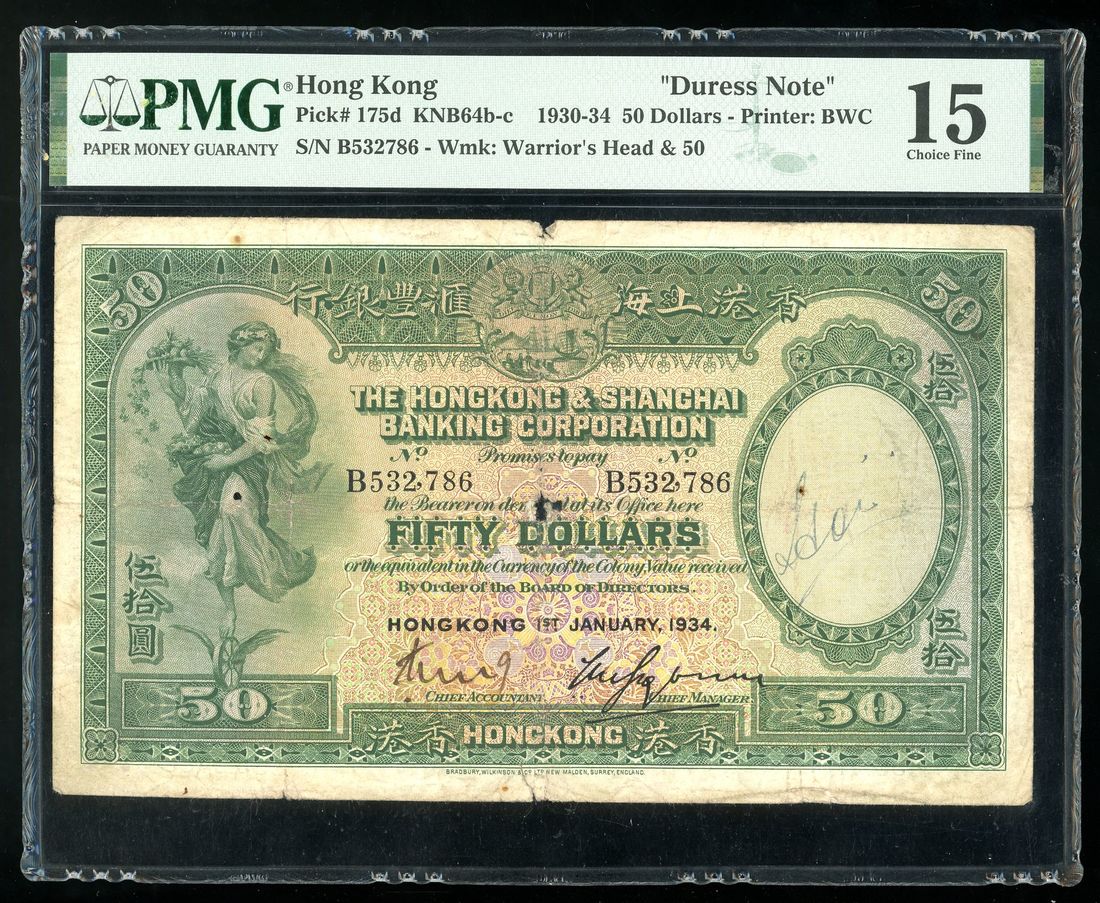 PMG® Hong Kong "Duress Note" 15
Pick# 175d KNB64b-c 1930-34 50 Dollars - Printer: BWC
PAPER MONEY GUARANTY S/N B532786 - Wmk: Warrior's Head & 50 Choice Fine
50 50
行銀豐滙 海上港香
THE HONGKONG & SHANGHAI
BANKING CORPORATION
Nº Promises to pay Nº
B532,786 B532,786
the Bearer on demand at its Office here
FIFTY DOLLARS
or the equivalent in the Currency of the Colony Value received
By Order of the BOARD OF DIRECTORS.
HONGKONG 1ST JANUARY, 1934.
CHIEF ACCOUNTANT CHIEF MANAGER
伍拾圓
伍拾
伍拾
50 50
港香 HONGKONG 港香
BRADBURY, WILKINSON & Cº LTD NEW MALDEN, SURREY, ENGLAND.